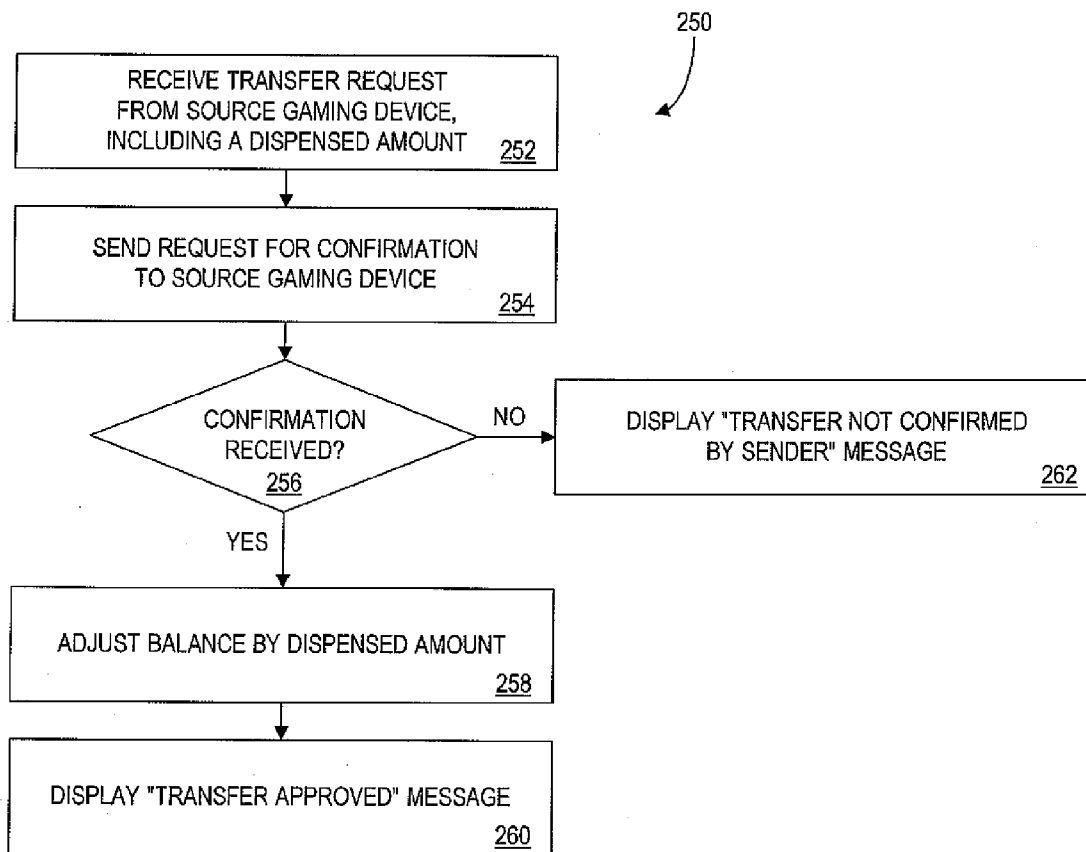 250
RECEIVE TRANSFER REQUEST
FROM SOURCE GAMING DEVICE,
INCLUDING A DISPENSED AMOUNT
252
SEND REQUEST FOR CONFIRMATION
TO SOURCE GAMING DEVICE
254
CONFIRMATION
RECEIVED?
256
NO
DISPLAY "TRANSFER NOT CONFIRMED
BY SENDER" MESSAGE
262
YES
ADJUST BALANCE BY DISPENSED AMOUNT
258
DISPLAY "TRANSFER APPROVED" MESSAGE
260